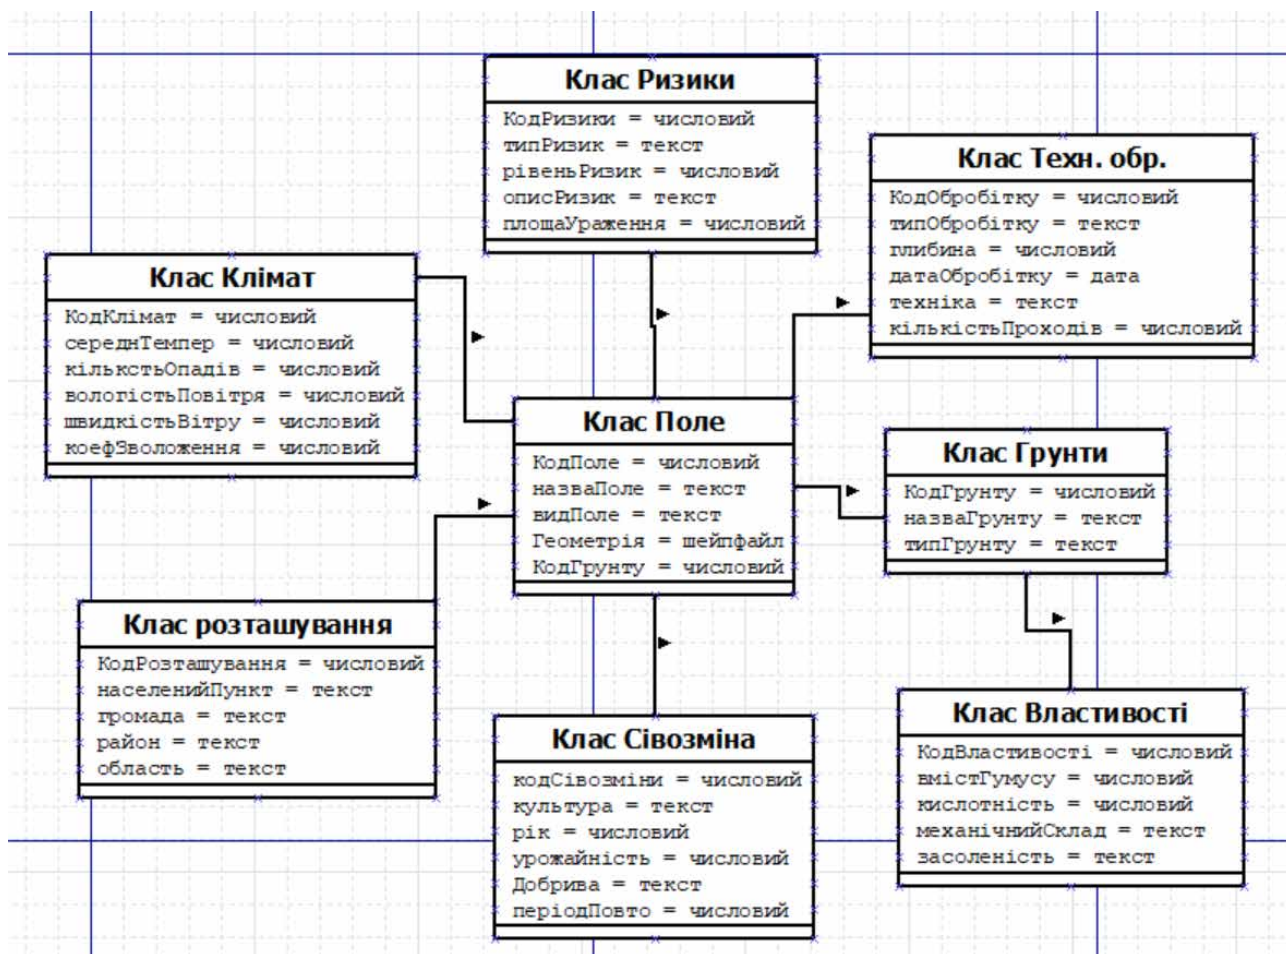 Клас Ризики
КодРизики = числовий
типРизик = текст
рівеньРизик = числовий
описРизик = текст
площаУраження = числовий
Клас Техн. обр.
КодОбробітку = числовий
типОбробітку = текст
глибина = числовий
датаОбробітку = дата
техніка = текст
кількістьПроходів = числовий
Клас Клімат
КодКлімат = числовий
середнТемпер = числовий
кількстьОпадів = числовий
вологістьПовітря = числовий
швидкістьВітру = числовий
коефЗволоження = числовий
Клас Поле
КодПоле = числовий
назваПоле = текст
видПоле = текст
Геометрія = шейпфайл
КодГрунту = числовий
Клас Грунти
КодГрунту = числовий
назваГрунту = текст
типГрунту = текст
Клас розташування
КодРозташування = числовий
населенийПункт = текст
громада = текст
район = текст
область = текст
Клас Сівозміна
кодСівозміни = числовий
культура = текст
рік = числовий
урожайність = числовий
Добрива = текст
періодПовто = числовий
Клас Властивості
КодВластивості = числовий
вмістГумусу = числовий
кислотність = числовий
механічнийСклад = текст
засоленість = текст